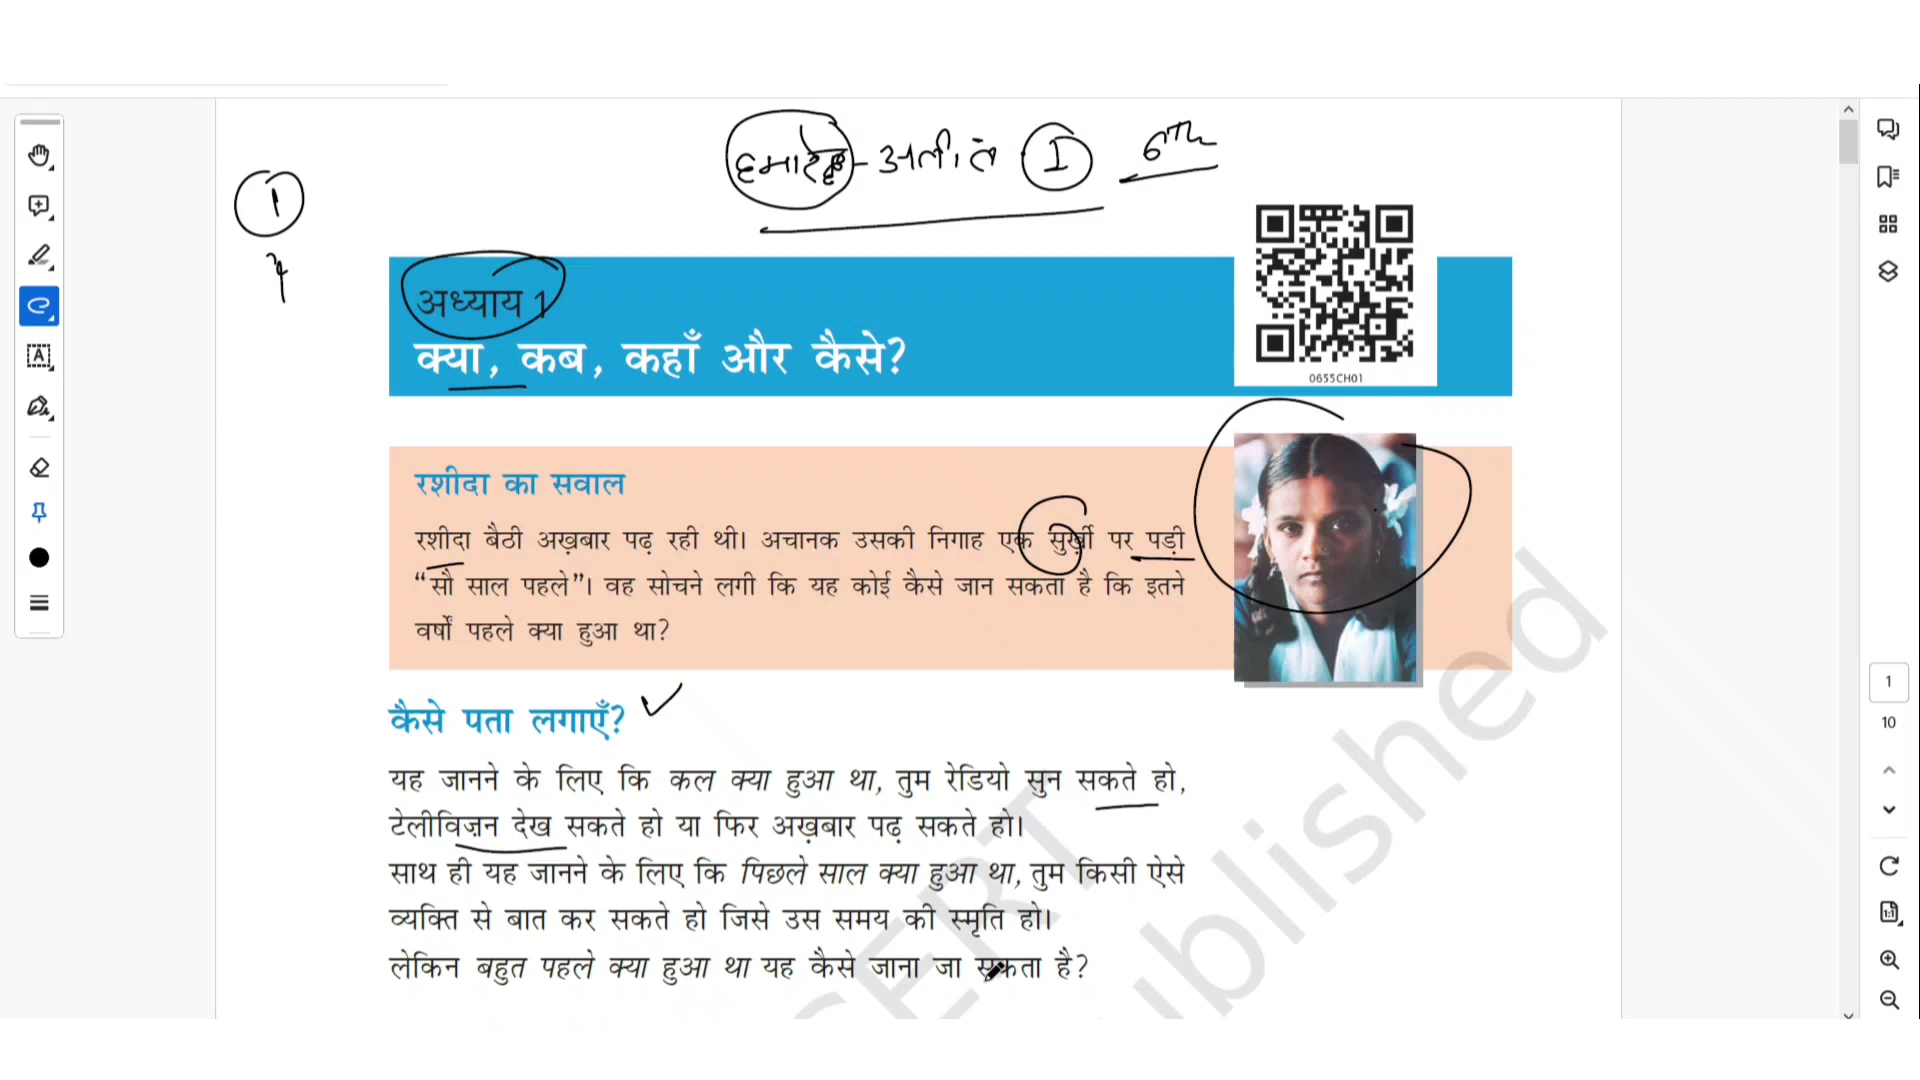 हमारे - अतीत I 6th
1
अध्याय 1
क्या, कब, कहाँ और कैसे?
0655CH01
रशीदा का सवाल
रशीदा बैठी अख़बार पढ़ रही थी। अचानक उसकी निगाह एक सुर्ख़ी पर पड़ी
“सौ साल पहले”। वह सोचने लगी कि यह कोई कैसे जान सकता है कि इतने
वर्षों पहले क्या हुआ था?
कैसे पता लगाएँ?
यह जानने के लिए कि कल क्या हुआ था, तुम रेडियो सुन सकते हो,
टेलीविज़न देख सकते हो या फिर अख़बार पढ़ सकते हो।
साथ ही यह जानने के लिए कि पिछले साल क्या हुआ था, तुम किसी ऐसे
व्यक्ति से बात कर सकते हो जिसे उस समय की स्मृति हो।
लेकिन बहुत पहले क्या हुआ था यह कैसे जाना जा सकता है?
1
10